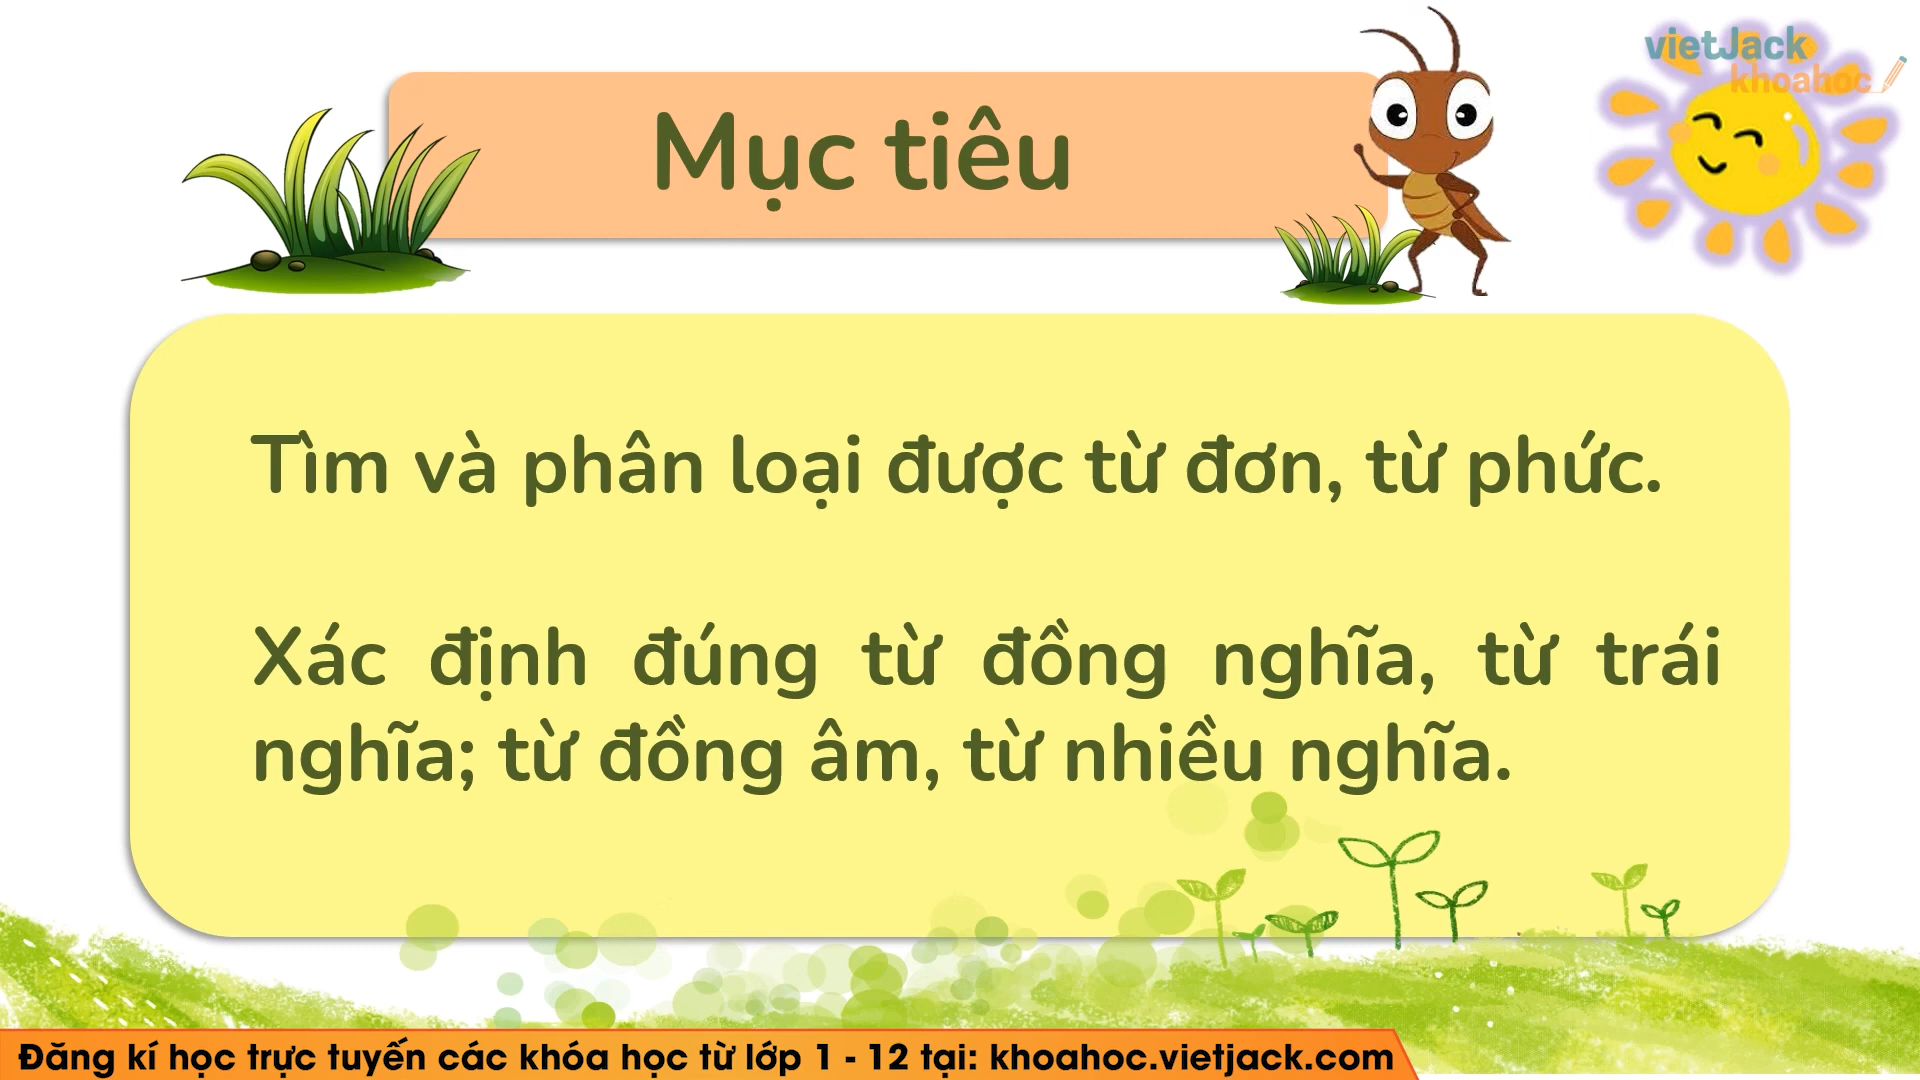 vietJack
khoahoc
Mục tiêu
Tìm và phân loại được từ đơn, từ phức.
Xác định đúng từ đồng nghĩa, từ trái
nghĩa; từ đồng âm, từ nhiều nghĩa.
Đăng kí học trực tuyến các khóa học từ lớp 1 - 12 tại: khoahoc.vietjack.com